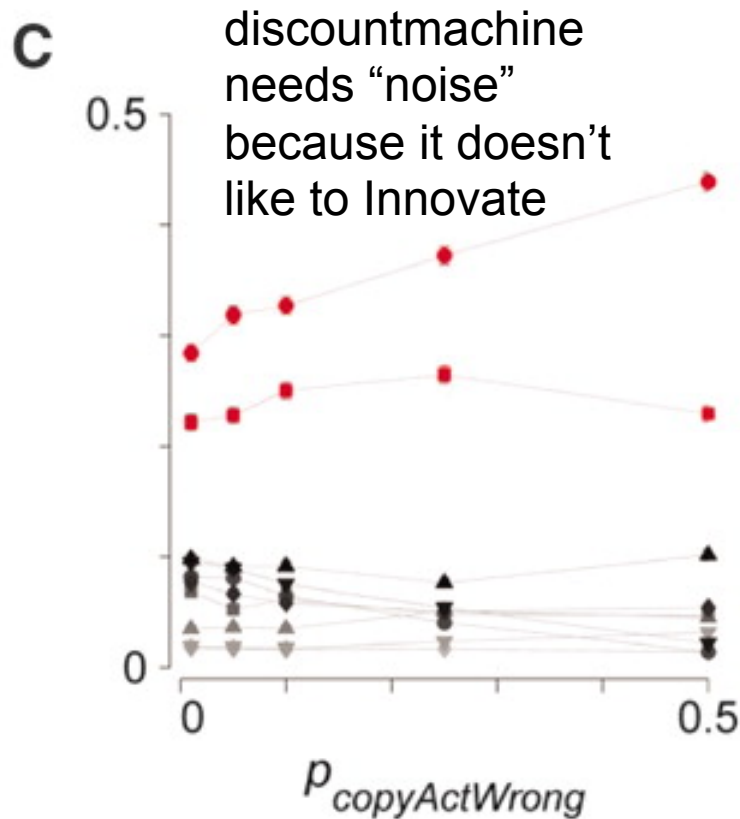 C
discountmachine
needs “noise”
because it doesn’t
like to Innovate
0.5
0
0
0.5
pcopyActWrong